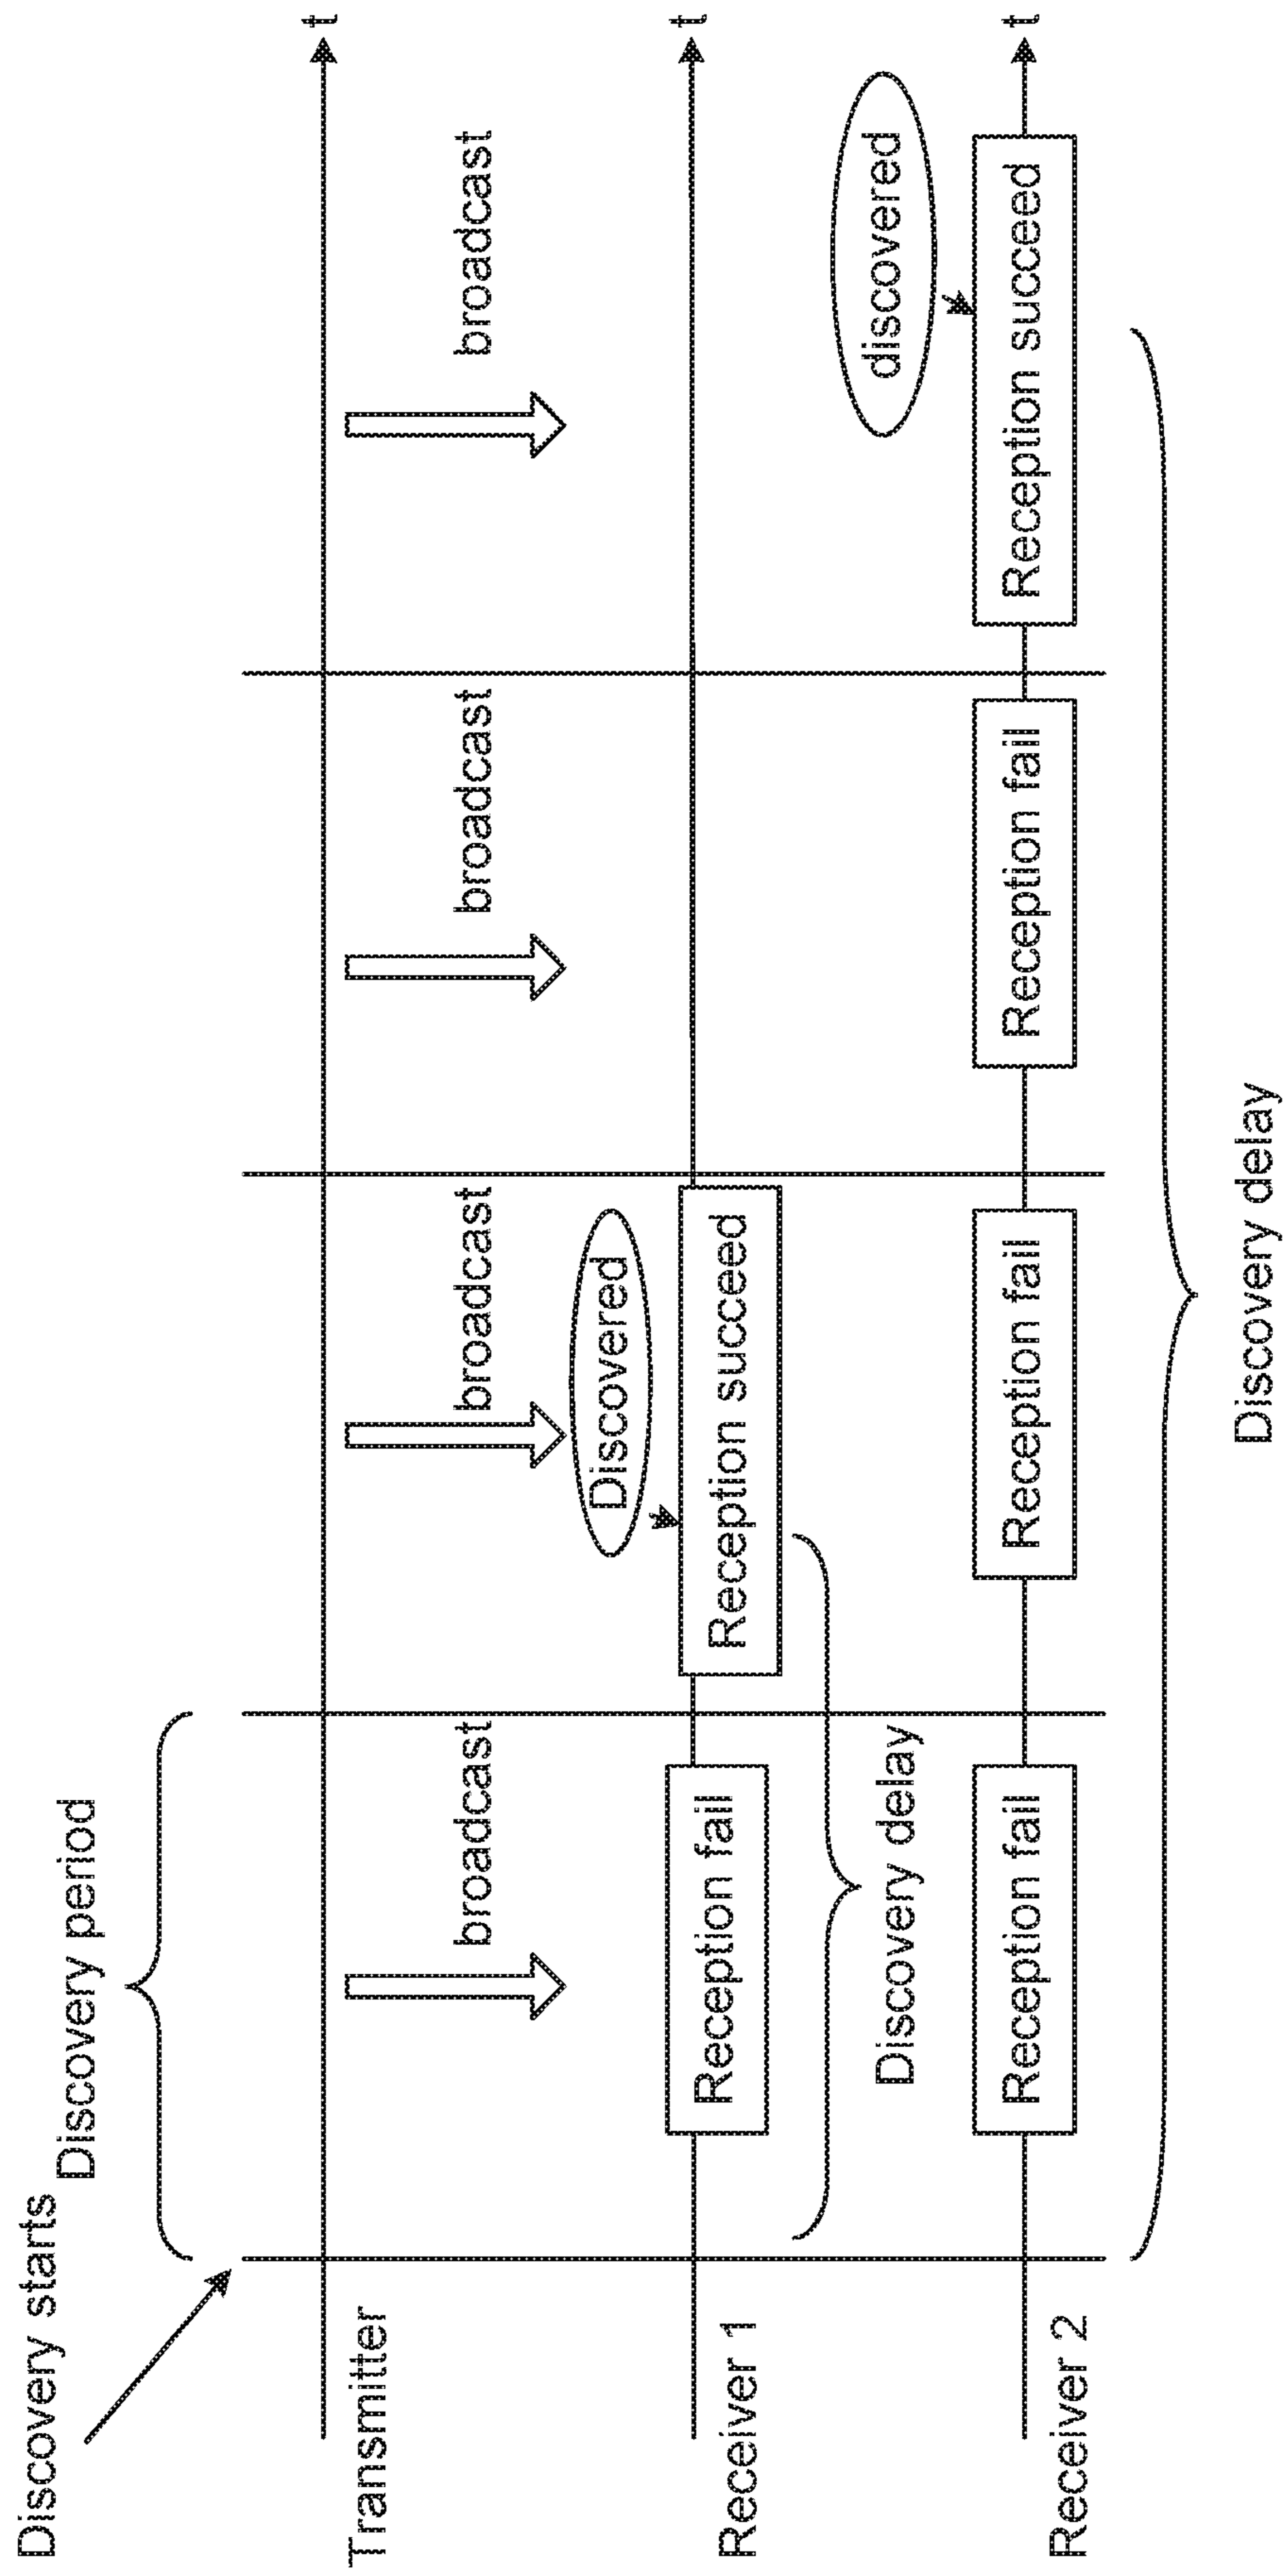 Discovery starts
Discovery period
Transmitter
t
broadcast
broadcast
broadcast
broadcast
Discovered
Receiver 1
Reception fail
Reception succeed
t
Discovery delay
discovered
Receiver 2
Reception fail
Reception fail
Reception fail
Reception succeed
t
Discovery delay